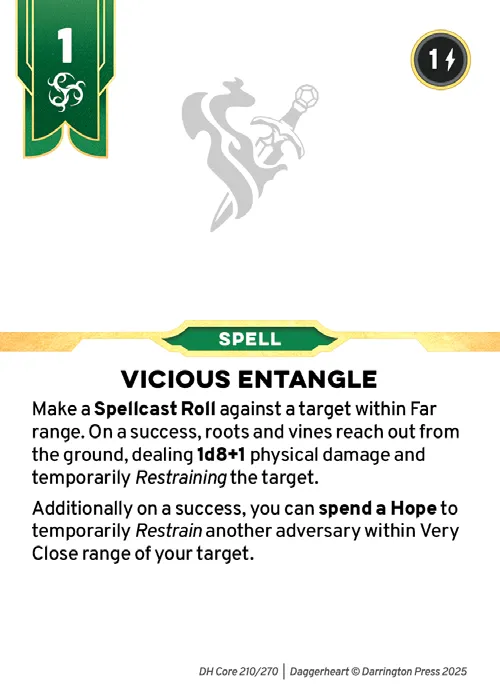 1
1
SPELL
VICIOUS ENTANGLE
Make a Spellcast Roll against a target within Far
range. On a success, roots and vines reach out from
the ground, dealing 1d8+1 physical damage and
temporarily Restraining the target.
Additionally on a success, you can spend a Hope to
temporarily Restrain another adversary within Very
Close range of your target.
DH Core 210/270 | Daggerheart © Darrington Press 2025